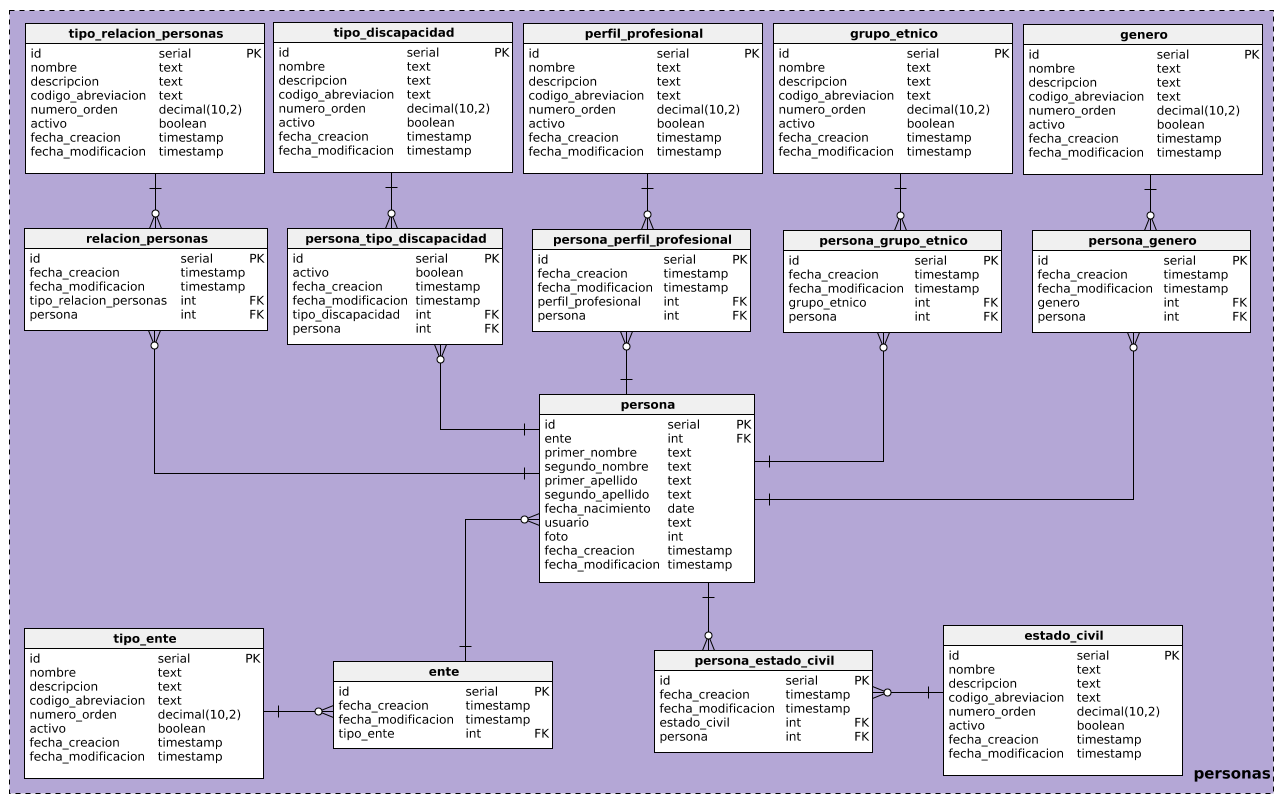 tipo_relacion_personas
id serial PK
nombre text
descripcion text
codigo_abreviacion text
numero_orden decimal(10,2)
activo boolean
fecha_creacion timestamp
fecha_modificacion timestamp
tipo_discapacidad
id serial PK
nombre text
descripcion text
codigo_abreviacion text
numero_orden decimal(10,2)
activo boolean
fecha_creacion timestamp
fecha_modificacion timestamp
perfil_profesional
id serial PK
nombre text
descripcion text
codigo_abreviacion text
numero_orden decimal(10,2)
activo boolean
fecha_creacion timestamp
fecha_modificacion timestamp
grupo_etnico
id serial PK
nombre text
descripcion text
codigo_abreviacion text
numero_orden decimal(10,2)
activo boolean
fecha_creacion timestamp
fecha_modificacion timestamp
genero
id serial PK
nombre text
descripcion text
codigo_abreviacion text
numero_orden decimal(10,2)
activo boolean
fecha_creacion timestamp
fecha_modificacion timestamp
relacion_personas
id serial PK
fecha_creacion timestamp
fecha_modificacion timestamp
tipo_relacion_personas int FK
persona int FK
persona_tipo_discapacidad
id serial PK
activo boolean
fecha_creacion timestamp
fecha_modificacion timestamp
tipo_discapacidad int FK
persona int FK
persona_perfil_profesional
id serial PK
fecha_creacion timestamp
fecha_modificacion timestamp
perfil_profesional int FK
persona int FK
persona_grupo_etnico
id serial PK
fecha_creacion timestamp
fecha_modificacion timestamp
grupo_etnico int FK
persona int FK
persona_genero
id serial PK
fecha_creacion timestamp
fecha_modificacion timestamp
genero int FK
persona int FK
persona
id serial PK
ente int FK
primer_nombre text
segundo_nombre text
primer_apellido text
segundo_apellido text
fecha_nacimiento date
usuario text
foto int
fecha_creacion timestamp
fecha_modificacion timestamp
tipo_ente
id serial PK
nombre text
descripcion text
codigo_abreviacion text
numero_orden decimal(10,2)
activo boolean
fecha_creacion timestamp
fecha_modificacion timestamp
ente
id serial PK
fecha_creacion timestamp
fecha_modificacion timestamp
tipo_ente int FK
persona_estado_civil
id serial PK
fecha_creacion timestamp
fecha_modificacion timestamp
estado_civil int FK
persona int FK
estado_civil
id serial PK
nombre text
descripcion text
codigo_abreviacion text
numero_orden decimal(10,2)
activo boolean
fecha_creacion timestamp
fecha_modificacion timestamp
personas